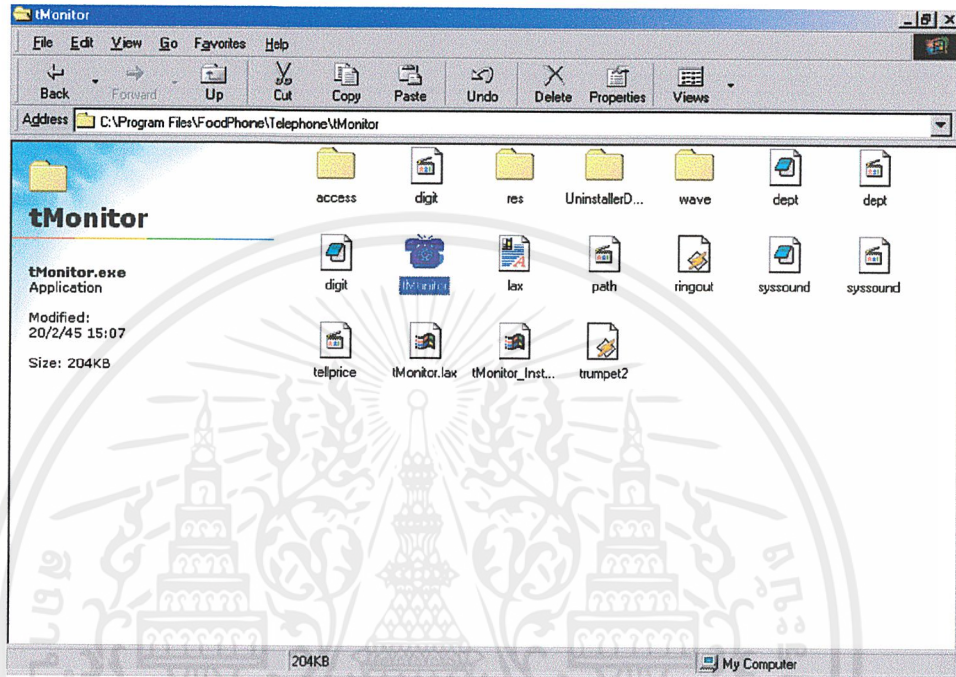 tMonitor
File Edit View Go Favorites Help
Back Forward Up Cut Copy Paste Undo Delete Properties Views
Address C:\Program Files\FoodPhone\Telephone\tMonitor
access digit res UninstallerD... wave dept dept
tMonitor
tMonitor.exe
Application
digit tMonitor lax path ringout syssound syssound
Modified:
20/2/45 15:07
Size: 204KB
tellprice tMonitor.lax tMonitor_Inst... trumpet2
204KB My Computer